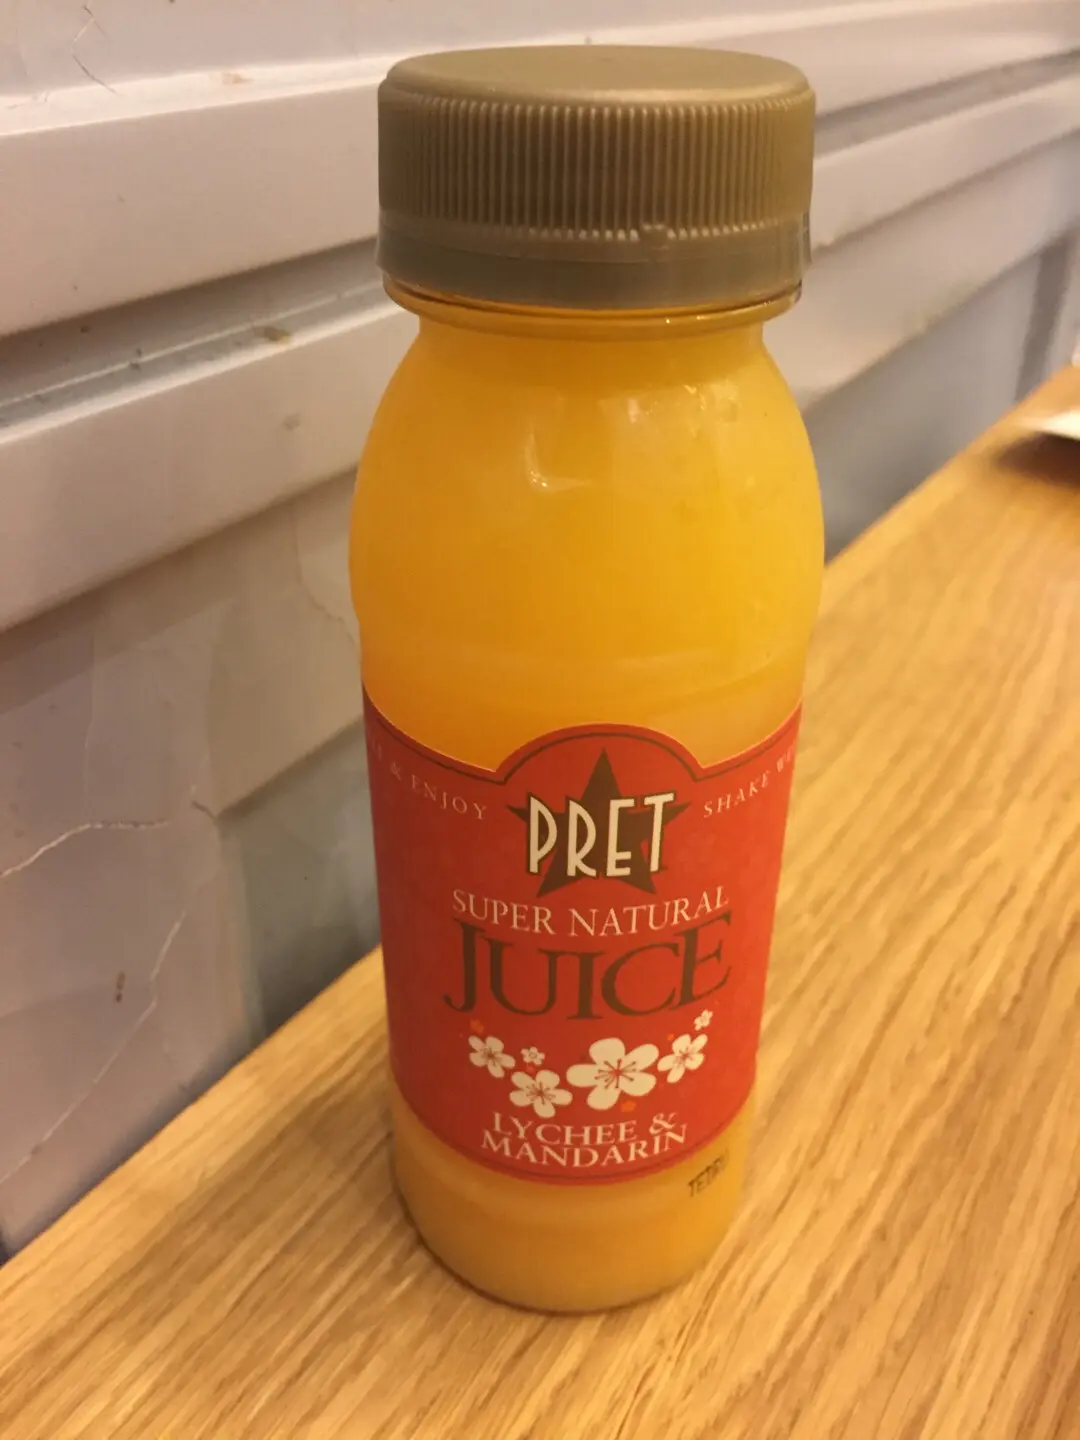 & ENJOY
SHAKE
PRET
SUPER NATURAL
JUICE
LYCHEE &
MANDARIN